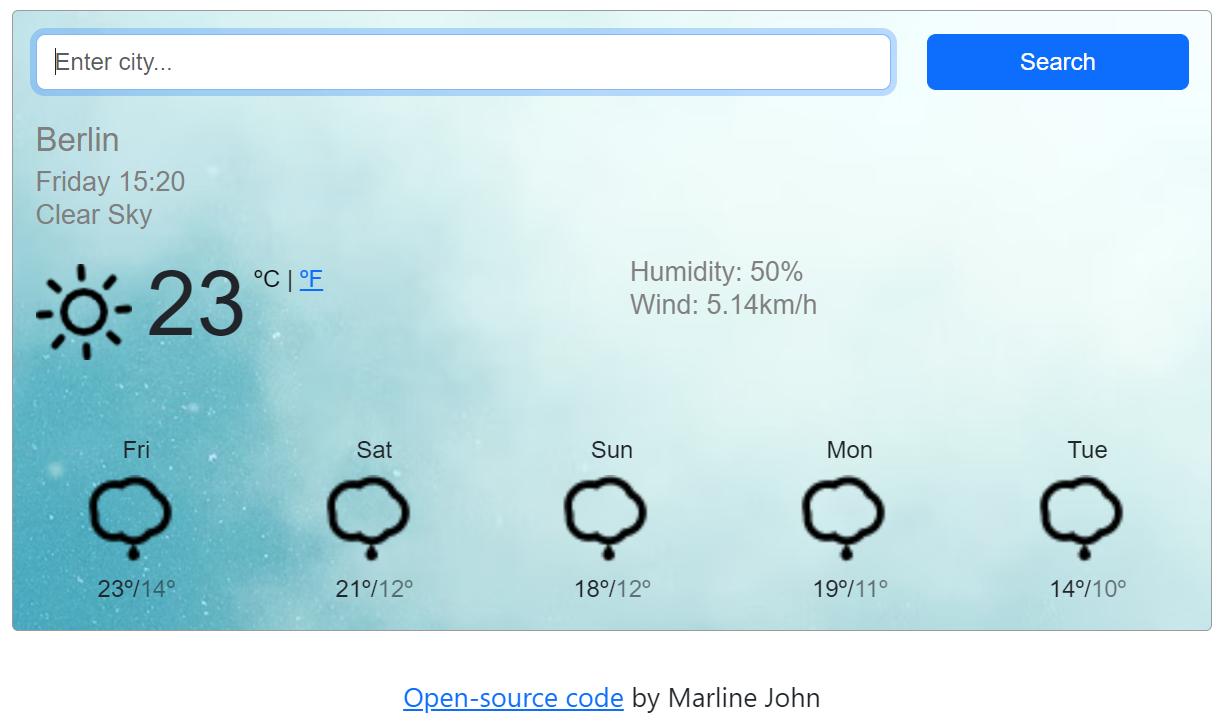 Enter city...
Search
Berlin
Friday 15:20
Clear Sky
23 °C | °F
Humidity: 50%
Wind: 5.14km/h
Fri Sat Sun Mon Tue
23°/14° 21°/12° 18°/12° 19°/11° 14°/10°
Open-source code by Marline John